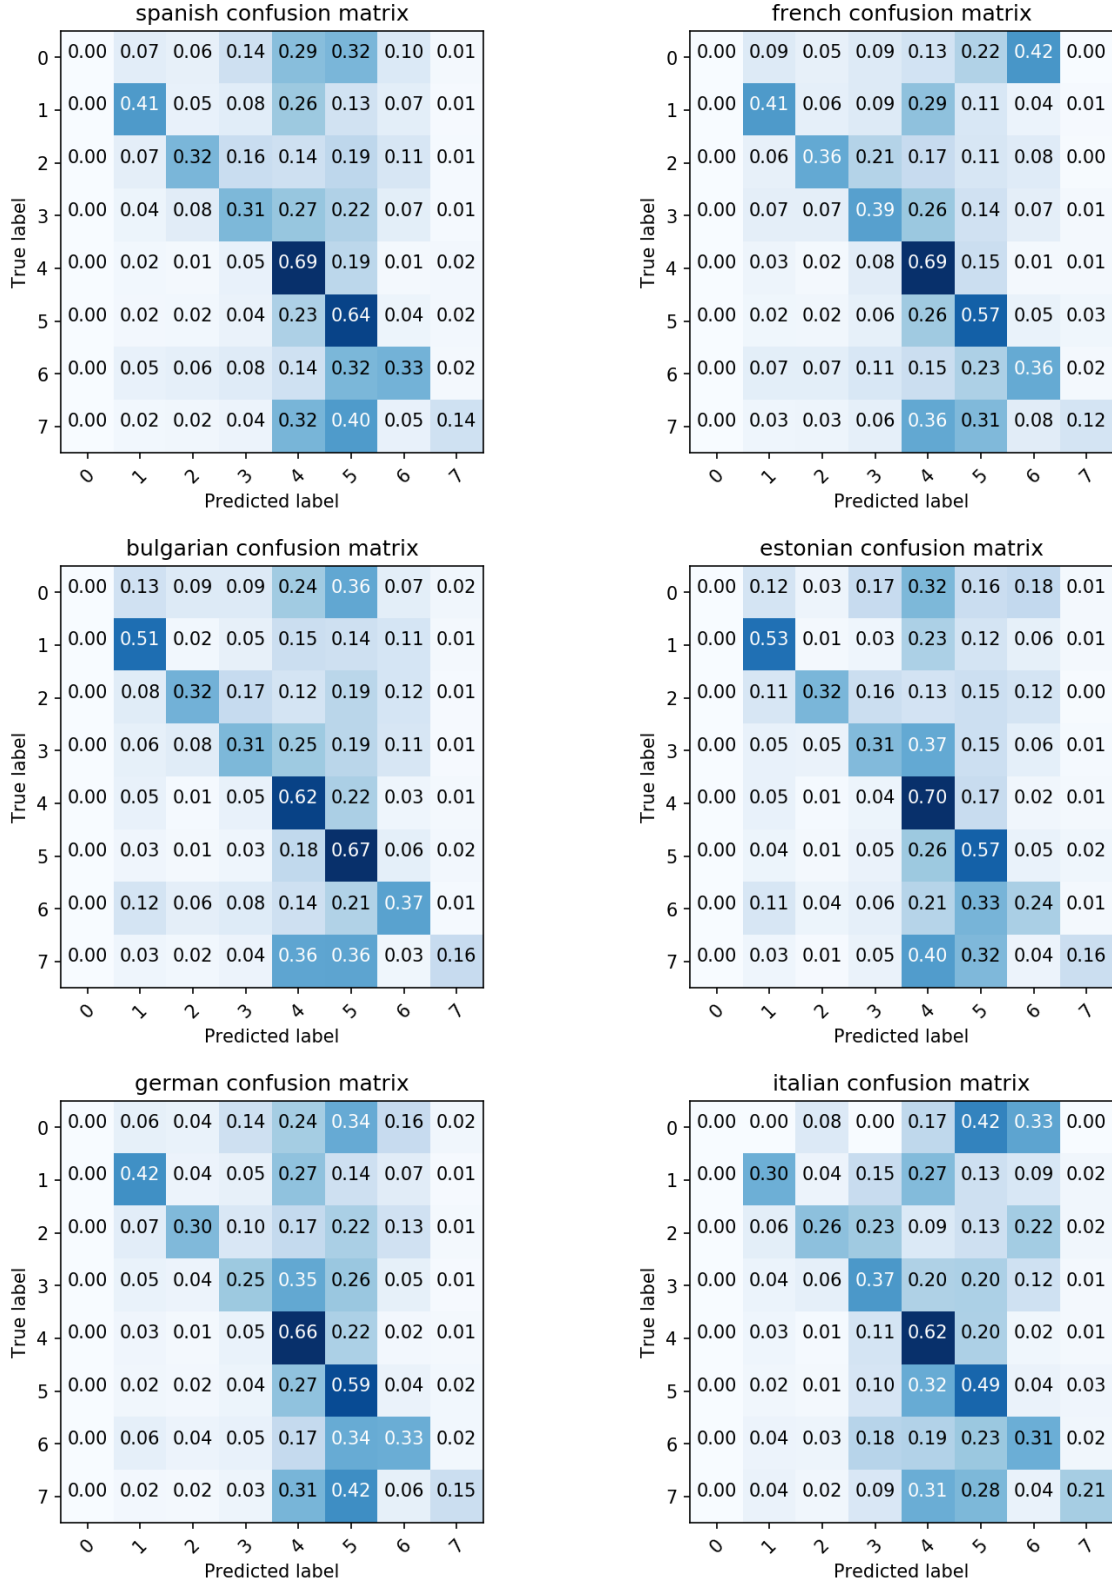 spanish confusion matrix
0 0.00 0.07 0.06 0.14 0.29 0.32 0.10 0.01
1 0.00 0.41 0.05 0.08 0.26 0.13 0.07 0.01
2 0.00 0.07 0.32 0.16 0.14 0.19 0.11 0.01
3 0.00 0.04 0.08 0.31 0.27 0.22 0.07 0.01
4 0.00 0.02 0.01 0.05 0.69 0.19 0.01 0.02
5 0.00 0.02 0.02 0.04 0.23 0.64 0.04 0.02
6 0.00 0.05 0.06 0.08 0.14 0.32 0.33 0.02
7 0.00 0.02 0.02 0.04 0.32 0.40 0.05 0.14
True label
0 1 2 3 4 5 6 7
Predicted label
french confusion matrix
0 0.00 0.09 0.05 0.09 0.13 0.22 0.42 0.00
1 0.00 0.41 0.06 0.09 0.29 0.11 0.04 0.01
2 0.00 0.06 0.36 0.21 0.17 0.11 0.08 0.00
3 0.00 0.07 0.07 0.39 0.26 0.14 0.07 0.01
4 0.00 0.03 0.02 0.08 0.69 0.15 0.01 0.01
5 0.00 0.02 0.02 0.06 0.26 0.57 0.05 0.03
6 0.00 0.07 0.07 0.11 0.15 0.23 0.36 0.02
7 0.00 0.03 0.03 0.06 0.36 0.31 0.08 0.12
True label
0 1 2 3 4 5 6 7
Predicted label
bulgarian confusion matrix
0 0.00 0.13 0.09 0.09 0.24 0.36 0.07 0.02
1 0.00 0.51 0.02 0.05 0.15 0.14 0.11 0.01
2 0.00 0.08 0.32 0.17 0.12 0.19 0.12 0.01
3 0.00 0.06 0.08 0.31 0.25 0.19 0.11 0.01
4 0.00 0.05 0.01 0.05 0.62 0.22 0.03 0.01
5 0.00 0.03 0.01 0.03 0.18 0.67 0.06 0.02
6 0.00 0.12 0.06 0.08 0.14 0.21 0.37 0.01
7 0.00 0.03 0.02 0.04 0.36 0.36 0.03 0.16
True label
0 1 2 3 4 5 6 7
Predicted label
estonian confusion matrix
0 0.00 0.12 0.03 0.17 0.32 0.16 0.18 0.01
1 0.00 0.53 0.01 0.03 0.23 0.12 0.06 0.01
2 0.00 0.11 0.32 0.16 0.13 0.15 0.12 0.00
3 0.00 0.05 0.05 0.31 0.37 0.15 0.06 0.01
4 0.00 0.05 0.01 0.04 0.70 0.17 0.02 0.01
5 0.00 0.04 0.01 0.05 0.26 0.57 0.05 0.02
6 0.00 0.11 0.04 0.06 0.21 0.33 0.24 0.01
7 0.00 0.03 0.01 0.05 0.40 0.32 0.04 0.16
True label
0 1 2 3 4 5 6 7
Predicted label
german confusion matrix
0 0.00 0.06 0.04 0.14 0.24 0.34 0.16 0.02
1 0.00 0.42 0.04 0.05 0.27 0.14 0.07 0.01
2 0.00 0.07 0.30 0.10 0.17 0.22 0.13 0.01
3 0.00 0.05 0.04 0.25 0.35 0.26 0.05 0.01
4 0.00 0.03 0.01 0.05 0.66 0.22 0.02 0.01
5 0.00 0.02 0.02 0.04 0.27 0.59 0.04 0.02
6 0.00 0.06 0.04 0.05 0.17 0.34 0.33 0.02
7 0.00 0.02 0.02 0.03 0.31 0.42 0.06 0.15
True label
0 1 2 3 4 5 6 7
Predicted label
italian confusion matrix
0 0.00 0.00 0.08 0.00 0.17 0.42 0.33 0.00
1 0.00 0.30 0.04 0.15 0.27 0.13 0.09 0.02
2 0.00 0.06 0.26 0.23 0.09 0.13 0.22 0.02
3 0.00 0.04 0.06 0.37 0.20 0.20 0.12 0.01
4 0.00 0.03 0.01 0.11 0.62 0.20 0.02 0.01
5 0.00 0.02 0.01 0.10 0.32 0.49 0.04 0.03
6 0.00 0.04 0.03 0.18 0.19 0.23 0.31 0.02
7 0.00 0.04 0.02 0.09 0.31 0.28 0.04 0.21
True label
0 1 2 3 4 5 6 7
Predicted label